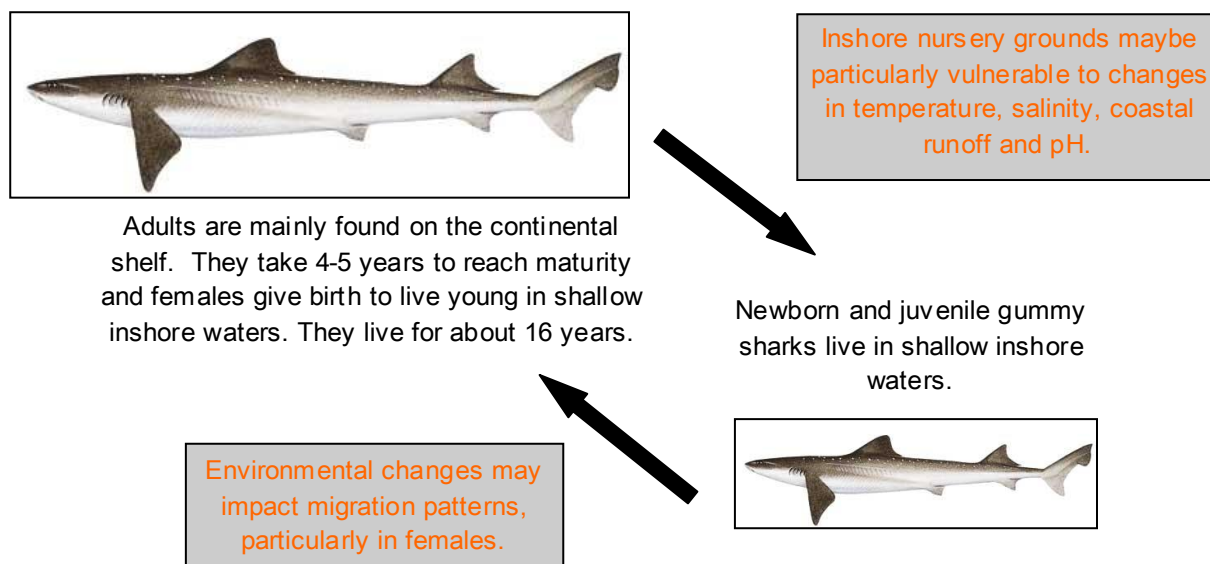 Inshore nursery grounds maybe
particularly vulnerable to changes
in temperature, salinity, coastal
runoff and pH.
Adults are mainly found on the continental
shelf. They take 4-5 years to reach maturity
and females give birth to live young in shallow
inshore waters. They live for about 16 years.
Newborn and juvenile gummy
sharks live in shallow inshore
waters.
Environmental changes may
impact migration patterns,
particularly in females.